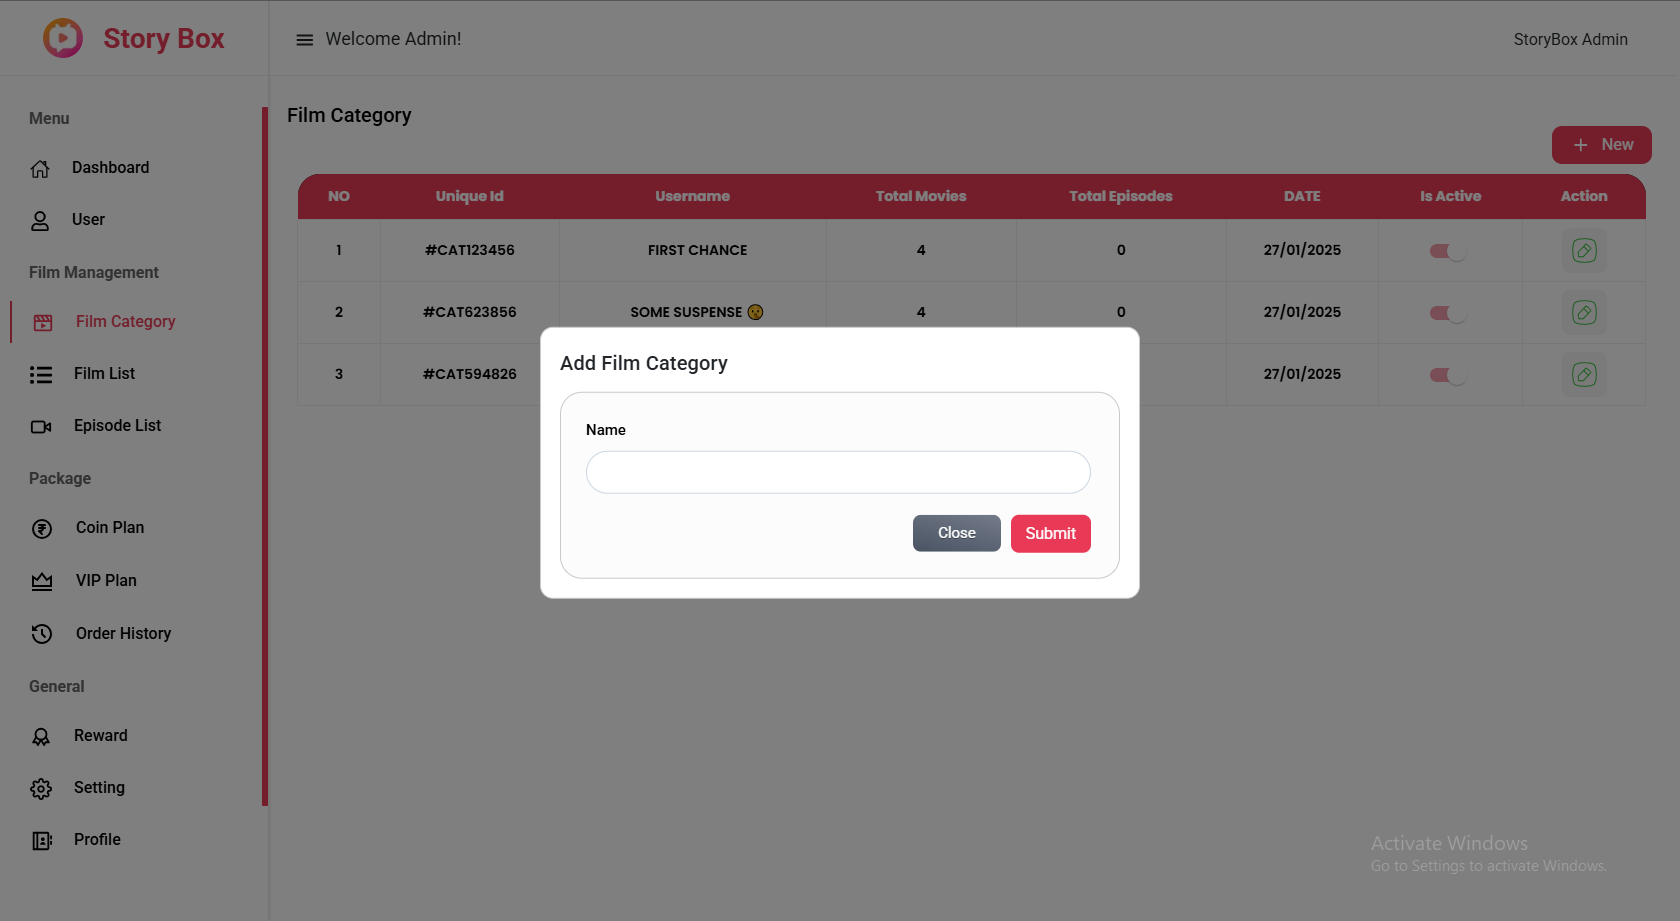 Story Box
Welcome Admin!
StoryBox Admin
Menu
Dashboard
User
Film Management
Film Category
Film List
Episode List
Package
Coin Plan
VIP Plan
Order History
General
Reward
Setting
Profile
Film Category
+ New
NO Unique Id Username Total Movies Total Episodes DATE Is Active Action
1 #CAT123456 FIRST CHANCE 4 0 27/01/2025
2 #CAT623856 SOME SUSPENSE 😯 4 0 27/01/2025
3 #CAT594826 27/01/2025
Add Film Category
Name
Close Submit
Activate Windows
Go to Settings to activate Windows.